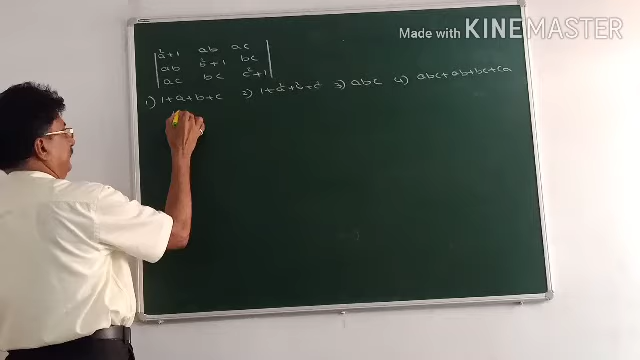 Made with KINEMASTER
a²+1 ab ac
ab b²+1 bc
ac bc c²+1
1) 1+a+b+c 2) 1+a²+b²+c² 3) abc 4) abc+ab+bc+ca